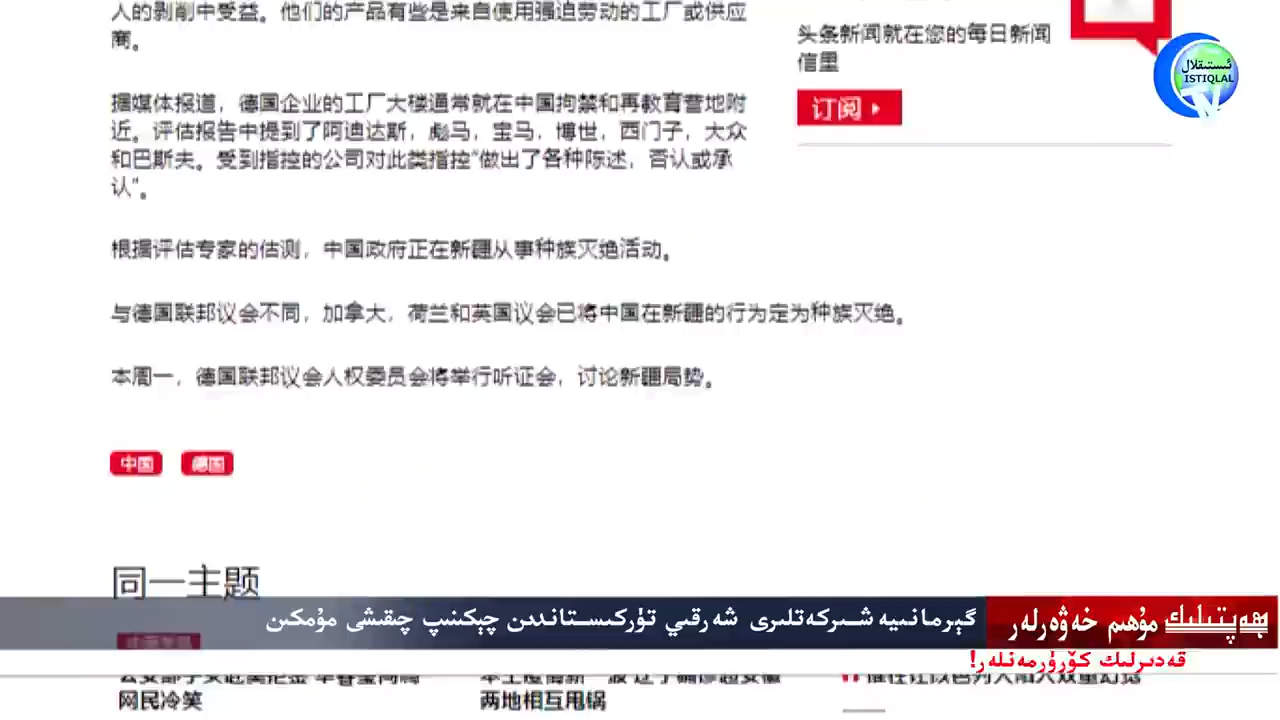 人的剥削中受益。他们的产品有些是来自使用强迫劳动的工厂或供应
商。
据媒体报道，德国企业的工厂大楼通常就在中国拘禁和再教育营地附
近。评估报告中提到了阿迪达斯，彪马，宝马，博世，西门子，大众
和巴斯夫。受到指控的公司对此类指控“做出了各种陈述，否认或承
认”。
根据评估专家的估测，中国政府正在新疆从事种族灭绝活动。
与德国联邦议会不同，加拿大，荷兰和英国议会已将中国在新疆的行为定为种族灭绝。
本周一，德国联邦议会人权委员会将举行听证会，讨论新疆局势。
中国 德国
头条新闻就在您的每日新闻
信里
订阅
ئىستىقلال
ISTIQLAL
同一主题
ھەپتىلىك مۇھىم خەۋەرلەر
گېرمانىيە شىركەتلىرى شەرقىي تۈركىستاندىن چېكىنىپ چىقىشى مۇمكىن
قەدىرلىك كۆرۈرمەنلەر!
网民冷笑
两地相互甩锅